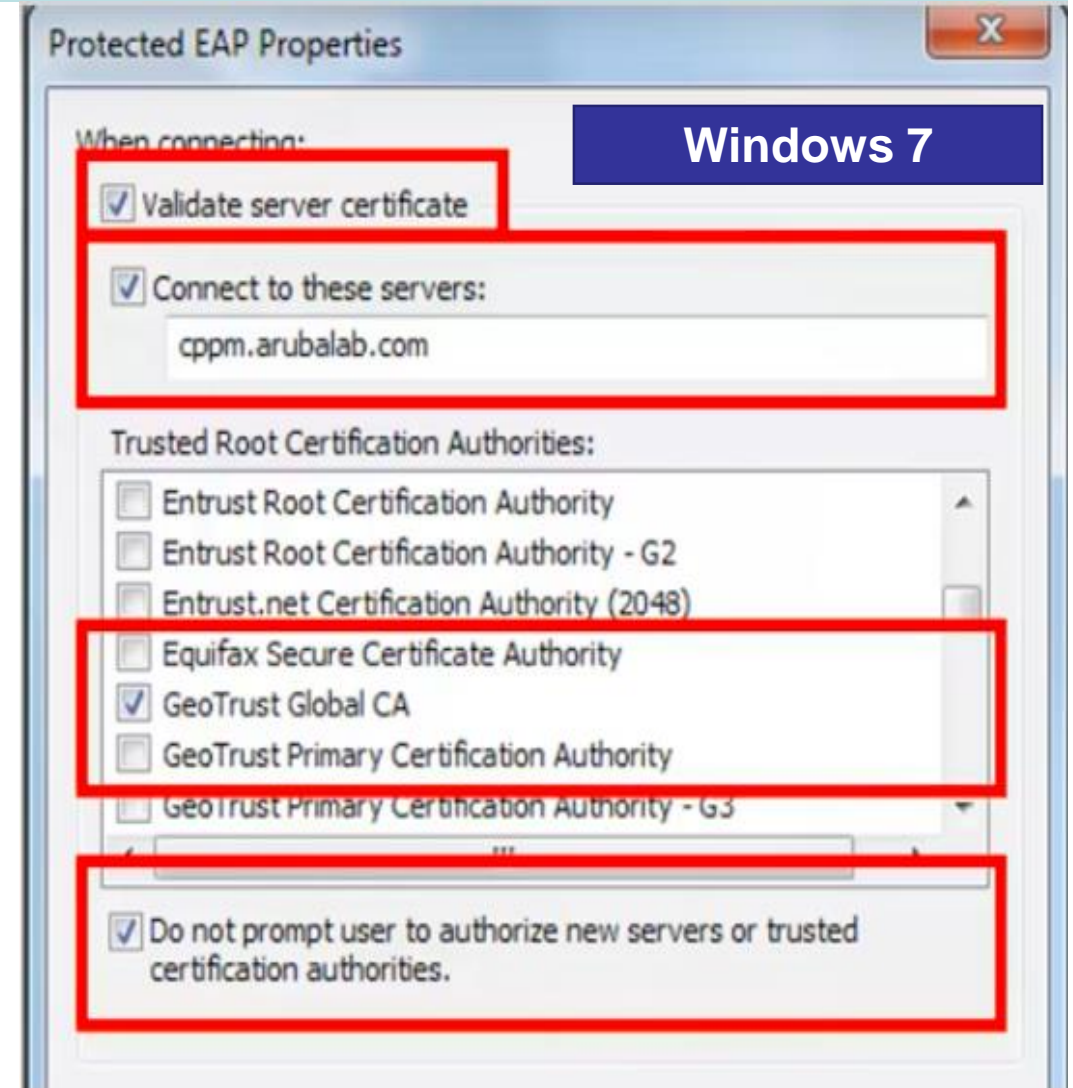 Protected EAP Properties
X
Windows 7
When connecting:
Validate server certificate
Connect to these servers:
cppm.arubalab.com
Trusted Root Certification Authorities:
Entrust Root Certification Authority
Entrust Root Certification Authority - G2
Entrust.net Certification Authority (2048)
Equifax Secure Certificate Authority
GeoTrust Global CA
GeoTrust Primary Certification Authority
GeoTrust Primary Certification Authority - G3
Do not prompt user to authorize new servers or trusted
certification authorities.